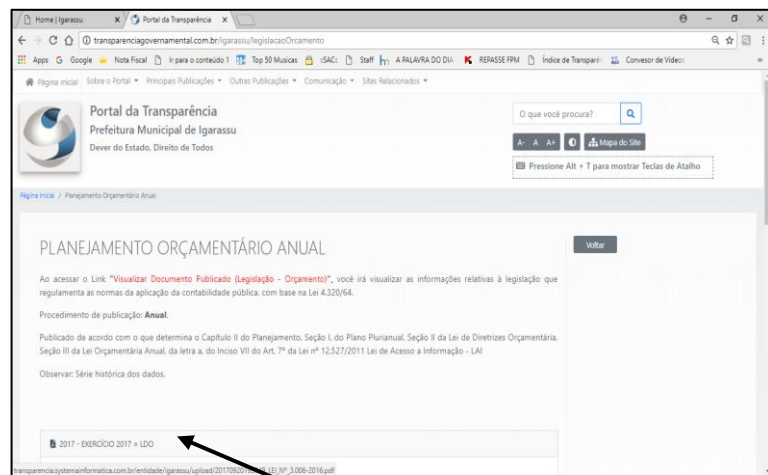 Home | Igarassu
Portal da Transparência
transparenciagovernamental.com.br/igarassu/legislacaoOrcamento
Apps Google Nota Fiscal Ir para o conteúdo 1 Top 50 Musicas :SAC: Staff A PALAVRA DO DIA REPASSE FPM Índice de Transparên Convesor de Videos
Página Inicial Sobre o Portal Principais Publicações Outras Publicações Comunicação Sites Relacionados
Portal da Transparência
Prefeitura Municipal de Igarassu
Dever do Estado, Direito de Todos
O que você procura?
A- A A+ Mapa do Site
Pressione Alt + T para mostrar Teclas de Atalho
Página Inicial / Planejamento Orçamentário Anual
PLANEJAMENTO ORÇAMENTÁRIO ANUAL
Voltar
Ao acessar o Link "Visualizar Documento Publicado (Legislação - Orçamento)", você irá visualizar as informações relativas à legislação que
regulamenta as normas da aplicação da contabilidade pública, com base na Lei 4.320/64.
Procedimento de publicação: Anual.
Publicado de acordo com o que determina o Capítulo II do Planejamento, Seção I, do Plano Plurianual, Seção II da Lei de Diretrizes Orçamentária,
Seção III da Lei Orçamentária Anual, da letra a, do Inciso VII do Art. 7º da Lei nº 12.527/2011 Lei de Acesso a Informação - LAI
Observar: Série histórica dos dados.
2017 - EXERCÍCIO 2017 = LDO